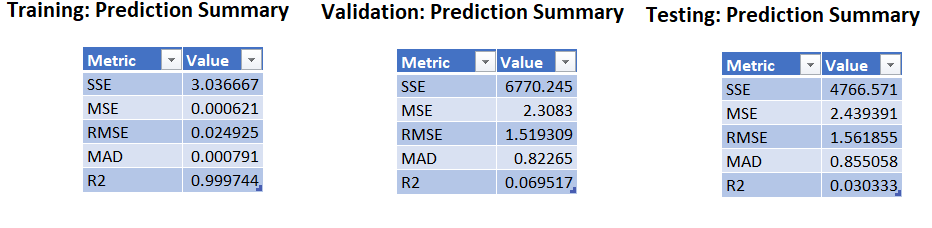 Training: Prediction Summary
Metric Value
SSE 3.036667
MSE 0.000621
RMSE 0.024925
MAD 0.000791
R2 0.999744
Validation: Prediction Summary
Metric Value
SSE 6770.245
MSE 2.3083
RMSE 1.519309
MAD 0.82265
R2 0.069517
Testing: Prediction Summary
Metric Value
SSE 4766.571
MSE 2.439391
RMSE 1.561855
MAD 0.855058
R2 0.030333